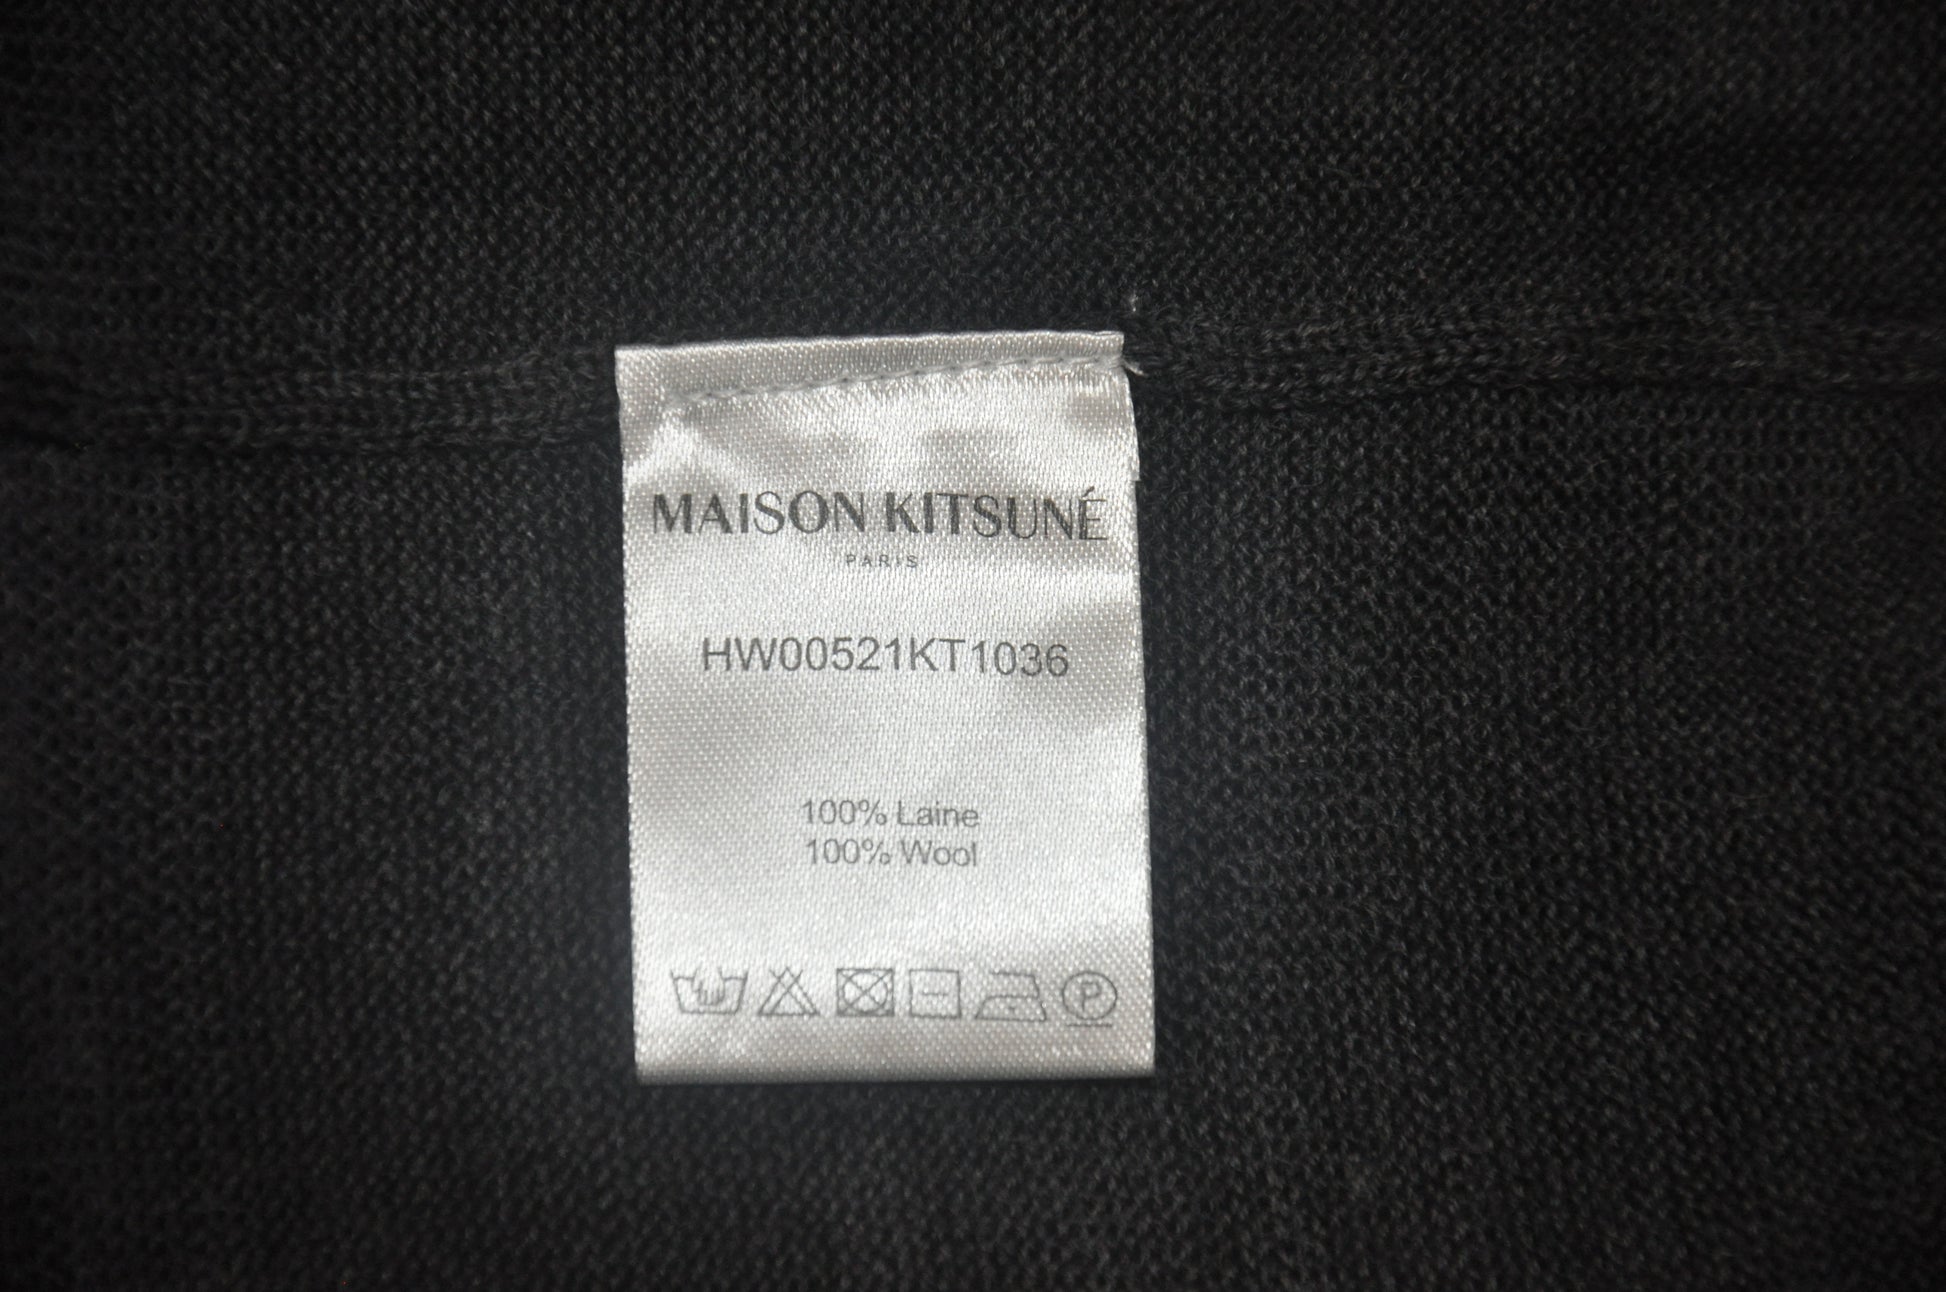 MAISON KITSUNÉ
PARIS
HW00521KT1036
100% Laine
100% Wool
P